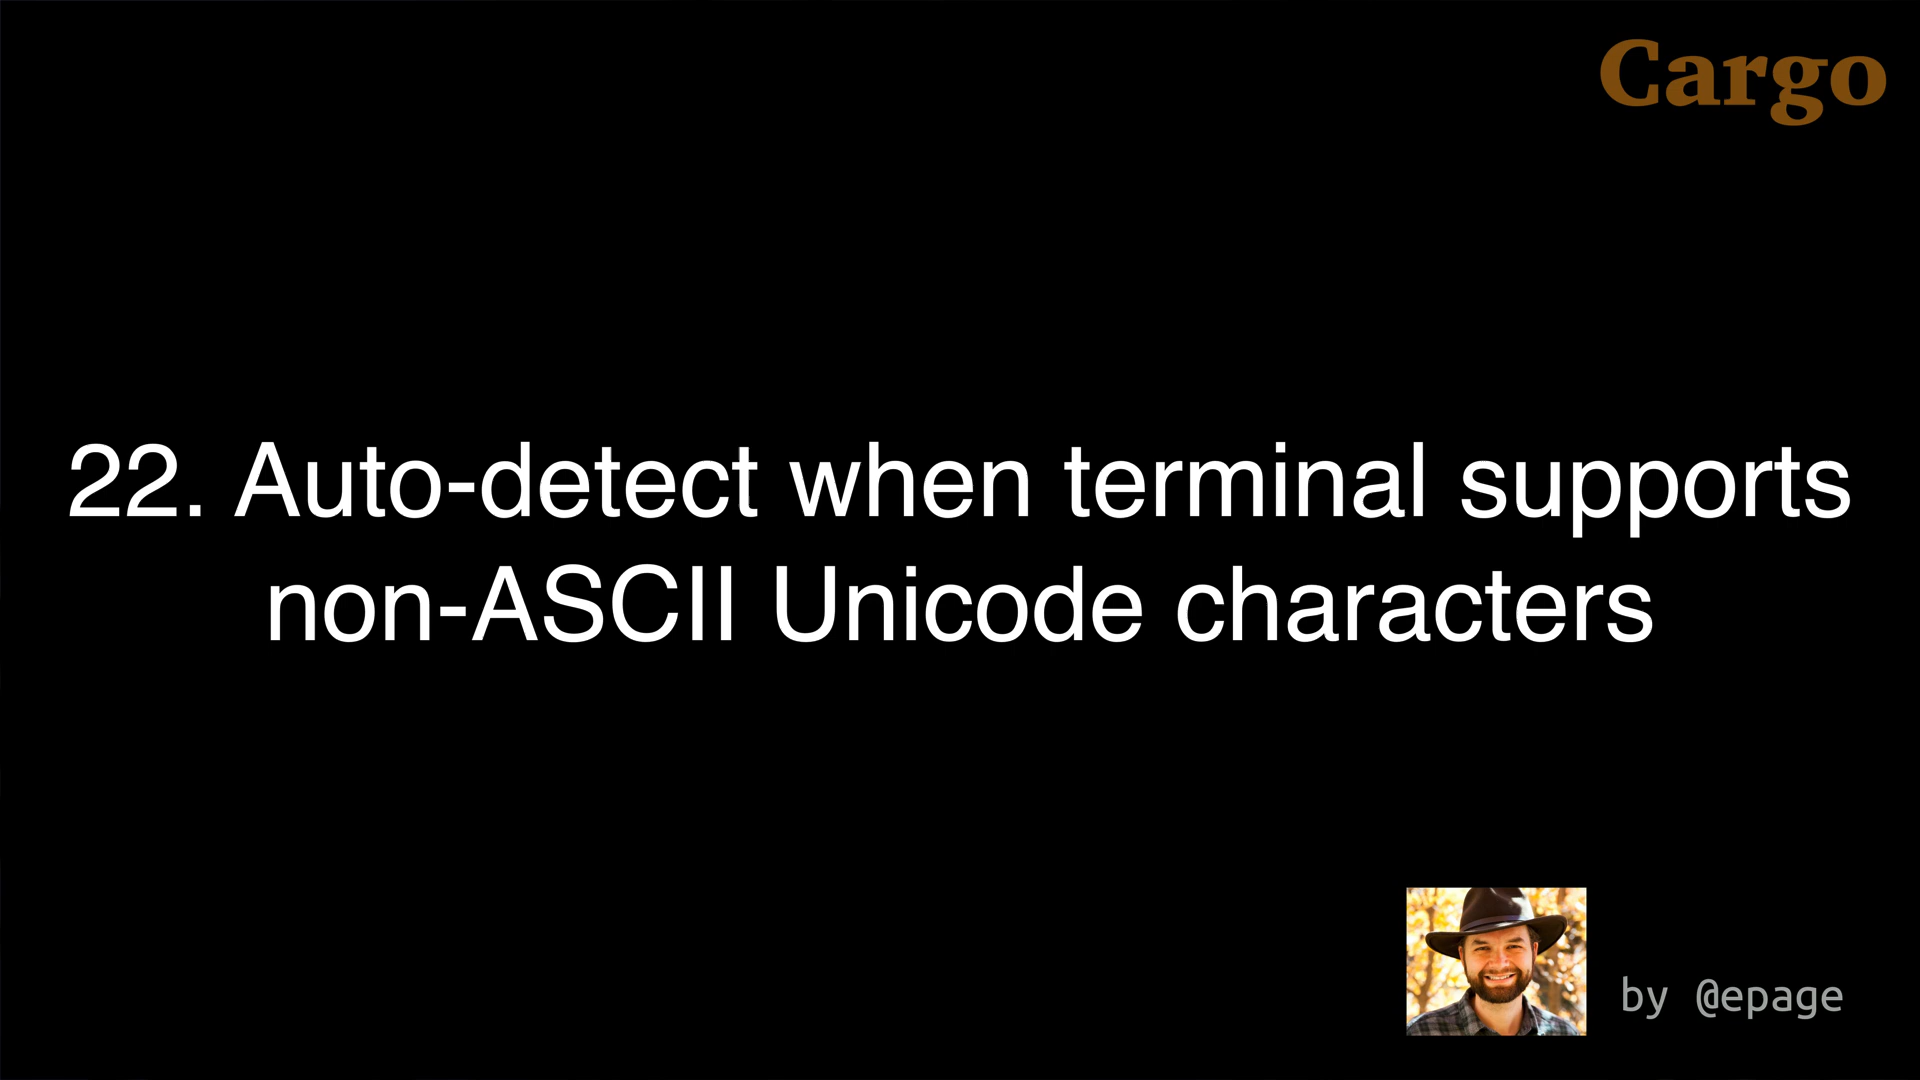 Cargo
22. Auto-detect when terminal supports
non-ASCII Unicode characters
by @epage